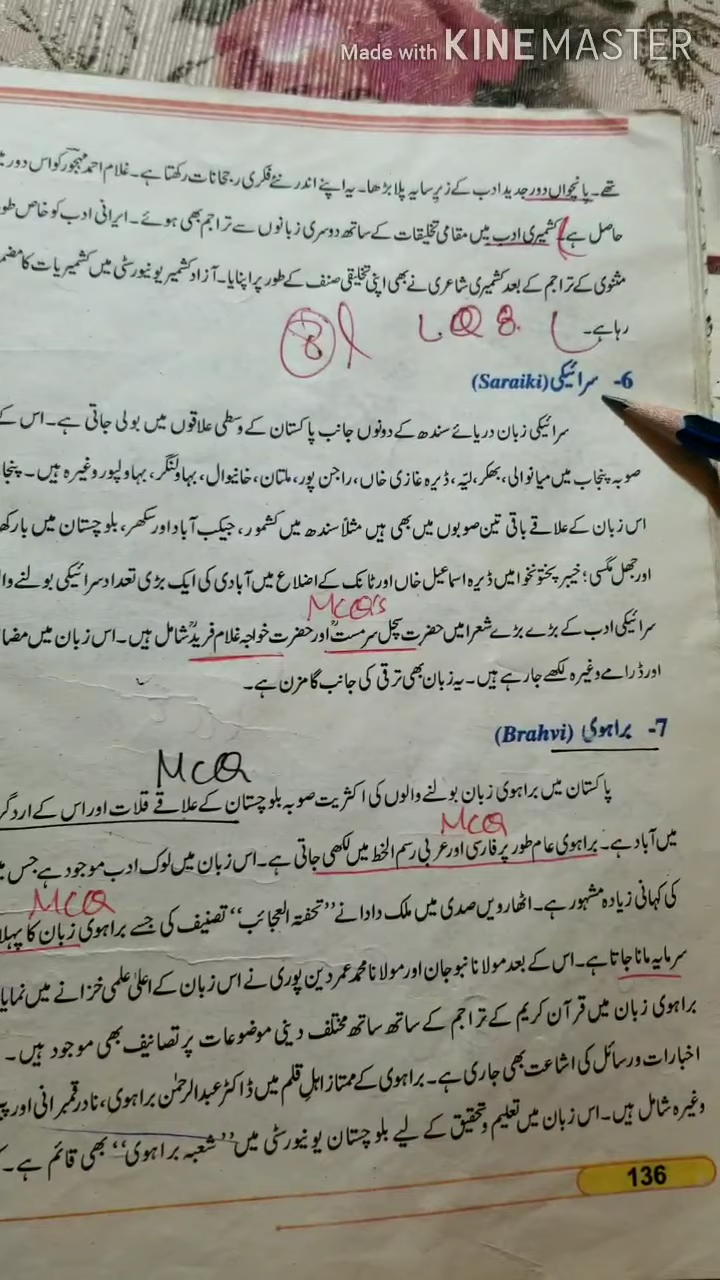 Made with KINEMASTER
تھے۔ پانچواں دور جدید ادب کے زیرِ سایہ پلا بڑھا۔ یہ اپنے اندر نئے فکری رجحانات رکھتا ہے۔ غلام احمد مہجورؔ کو اس دور
حاصل ہے۔ کشمیری ادب میں مقامی تخلیقات کے ساتھ دوسری زبانوں سے تراجم بھی ہوئے۔ ایرانی ادب کو خاص
مثنوی کے تراجم کے بعد کشمیری شاعری نے بھی اپنی تخلیقی صنف کے طور پر اپنایا۔ آزاد کشمیر یونیورسٹی میں کشمیریات کا
رہا ہے۔
6- سرائیکی (Saraiki)
سرائیکی زبان دریائے سندھ کے دونوں جانب پاکستان کے وسطی علاقوں میں بولی جاتی ہے۔ اس کے
صوبہ پنجاب میں میانوالی، بھکر، لیّہ، ڈیرہ غازی خاں، راجن پور، ملتان، خانیوال، بہاولنگر، بہاولپور وغیرہ ہیں۔
اس زبان کے علاقے باقی تین صوبوں میں بھی ہیں مثلاً سندھ میں کشمور، جیکب آباد اور سکھر، بلوچستان میں
اور جھل مگسی؛ خیبر پختونخوا میں ڈیرہ اسماعیل خاں اور ٹانک کے اضلاع میں آبادی کی ایک بڑی تعداد سرائیکی بولنے
MCQ's
سرائیکی ادب کے بڑے بڑے شعرا میں حضرت سچل سرمستؒ اور حضرت خواجہ غلام فریدؒ شامل ہیں۔ اس زبان میں
اور ڈرامے وغیرہ لکھے جا رہے ہیں۔ یہ زبان بھی ترقی کی جانب گامزن ہے۔
7- براہوی (Brahvi)
MCQ
پاکستان میں براہوی زبان بولنے والوں کی اکثریت صوبہ بلوچستان کے علاقے قلات اور اس کے
MCQ
میں آباد ہے۔ براہوی عام طور پر فارسی اور عربی رسم الخط میں لکھی جاتی ہے۔ اس زبان میں لوک ادب موجود ہے جس
MCQ
کی کہانی زیادہ مشہور ہے۔ اٹھارویں صدی میں ملک دادا نے ”تحفتہ العجائب“ تصنیف کی جسے براہوی زبان کا
سرمایہ مانا جاتا ہے۔ اس کے بعد مولانا نبو جان اور مولانا محمد عمر دین پوری نے اس زبان کے اعلیٰ علمی خزانے میں
براہوی زبان میں قرآن کریم کے تراجم کے ساتھ ساتھ مختلف دینی موضوعات پر تصانیف بھی موجود ہیں۔
اخبارات و رسائل کی اشاعت بھی جاری ہے۔ براہوی کے ممتاز اہلِ قلم میں ڈاکٹر عبدالرحمٰن براہوی، نادر قمبرانی اور
وغیرہ شامل ہیں۔ اس زبان میں تعلیم و تحقیق کے لیے بلوچستان یونیورسٹی میں ”شعبہ براہوی“ بھی قائم ہے۔
136